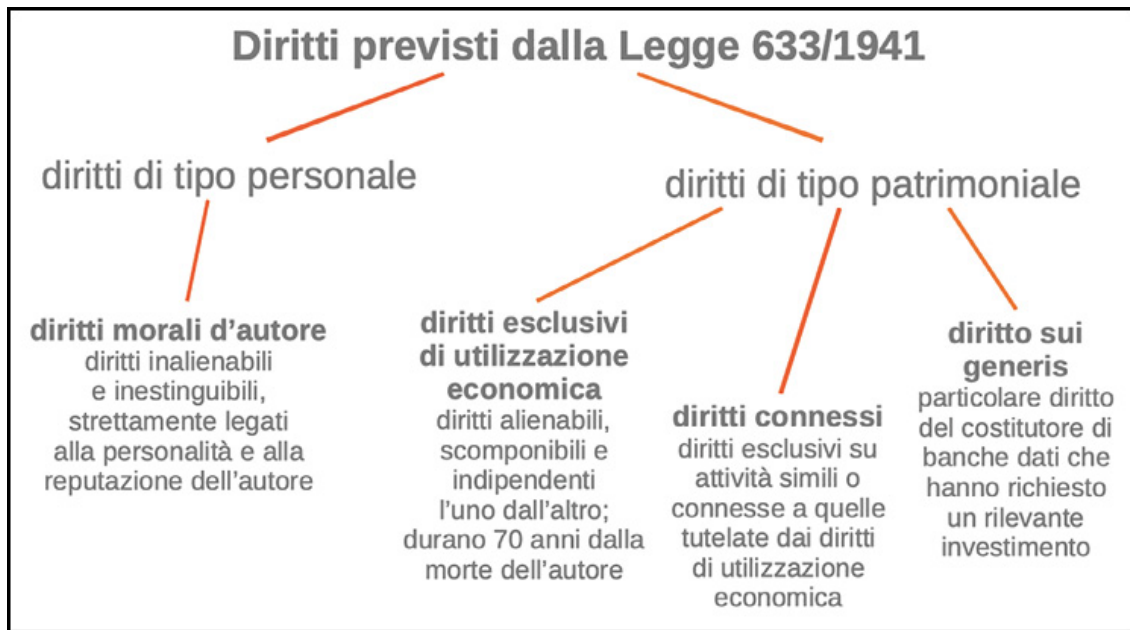 Diritti previsti dalla Legge 633/1941
diritti di tipo personale
diritti di tipo patrimoniale
diritti morali d’autore
diritti inalienabili
e inestinguibili,
strettamente legati
alla personalità e alla
reputazione dell’autore
diritti esclusivi
di utilizzazione
economica
diritti alienabili,
scomponibili e
indipendenti
l’uno dall’altro;
durano 70 anni dalla
morte dell’autore
diritti connessi
diritti esclusivi su
attività simili o
connesse a quelle
tutelate dai diritti
di utilizzazione
economica
diritto sui
generis
particolare diritto
del costitutore di
banche dati che
hanno richiesto
un rilevante
investimento